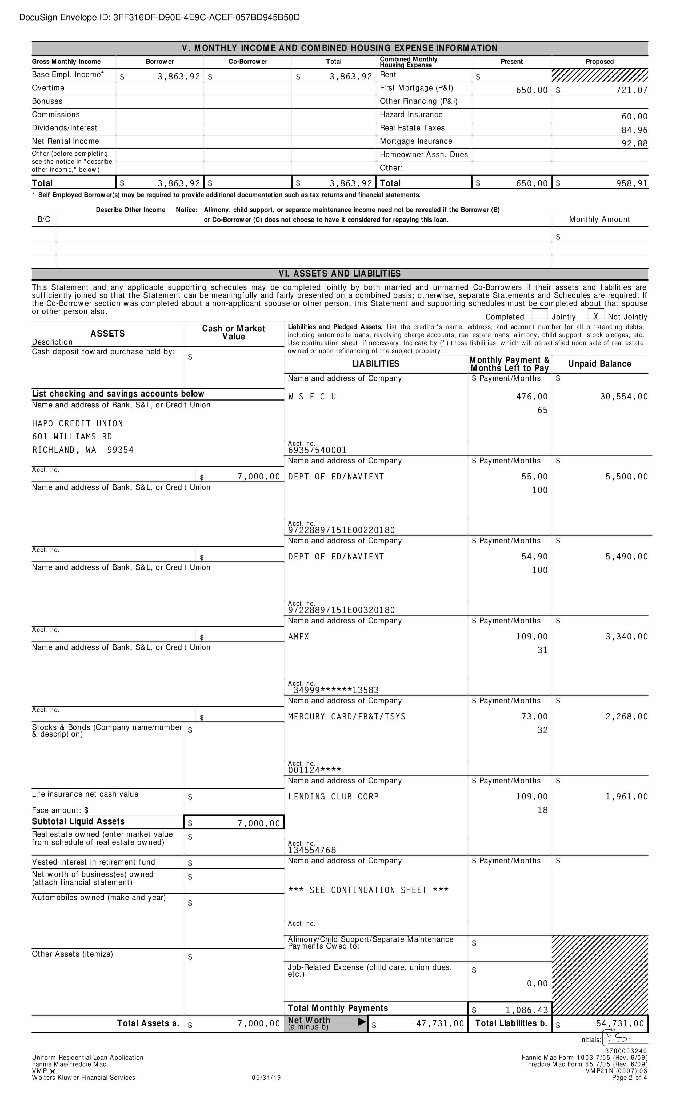 DocuSign Envelope ID: 3FF316DF-D90E-4E9C-ACEF-057BD945B50D
V. MONTHLY INCOME AND COMBINED HOUSING EXPENSE INFORMATION
Gross Monthly Income Borrower Co-Borrower Total Combined Monthly Housing Expense Present Proposed
Base Empl. Income* $ 3,863.92 $ $ 3,863.92 Rent $
Overtime First Mortgage (P&I) 650.00 $ 721.07
Bonuses Other Financing (P&I)
Commissions Hazard Insurance 60.00
Dividends/Interest Real Estate Taxes 84.96
Net Rental Income Mortgage Insurance 92.88
Other (before completing, see the notice in "describe other income," below) Homeowner Assn. Dues
Other:
Total $ 3,863.92 $ $ 3,863.92 Total $ 650.00 $ 958.91
* Self Employed Borrower(s) may be required to provide additional documentation such as tax returns and financial statements.
Describe Other Income Notice: Alimony, child support, or separate maintenance income need not be revealed if the Borrower (B)
B/C or Co-Borrower (C) does not choose to have it considered for repaying this loan. Monthly Amount
$
VI. ASSETS AND LIABILITIES
This Statement and any applicable supporting schedules may be completed jointly by both married and unmarried Co-Borrowers if their assets and liabilities are
sufficiently joined so that the Statement can be meaningfully and fairly presented on a combined basis; otherwise, separate Statements and Schedules are required. If
the Co-Borrower section was completed about a non-applicant spouse or other person, this Statement and supporting schedules must be completed about that spouse
or other person also.
Completed Jointly X Not Jointly
ASSETS
Description
Cash or Market Value
Liabilities and Pledged Assets. List the creditor's name, address, and account number for all outstanding debts,
including automobile loans, revolving charge accounts, real estate loans, alimony, child support, stock pledges, etc.
Use continuation sheet, if necessary. Indicate by (*) those liabilities, which will be satisfied upon sale of real estate
owned or upon refinancing of the subject property.
Cash deposit toward purchase held by: $
LIABILITIES Monthly Payment & Months Left to Pay Unpaid Balance
Name and address of Company $ Payment/Months $
List checking and savings accounts below W S E C U 476.00 30,554.00
Name and address of Bank, S&L, or Credit Union 65
HAPO CREDIT UNION
601 WILLIAMS RD
RICHLAND, WA 99354
Acct. no.
69357540001
Name and address of Company $ Payment/Months $
Acct. no. $ 7,000.00 DEPT OF ED/NAVIENT 55.00 5,500.00
Name and address of Bank, S&L, or Credit Union 100
Acct. no.
97228897151E00220180
Name and address of Company $ Payment/Months $
Acct. no. $ DEPT OF ED/NAVIENT 54.90 5,490.00
Name and address of Bank, S&L, or Credit Union 100
Acct. no.
97228897151E00320180
Name and address of Company $ Payment/Months $
Acct. no. $ AMEX 109.00 3,340.00
Name and address of Bank, S&L, or Credit Union 31
Acct. no.
34999******13583
Name and address of Company $ Payment/Months $
Acct. no. $ MERCURY CARD/FB&T/TSYS 73.00 2,268.00
Stocks & Bonds (Company name/number & description) $ 32
Acct. no.
001124****
Name and address of Company $ Payment/Months $
Life insurance net cash value $ LENDING CLUB CORP 109.00 1,961.00
Face amount: $ 18
Subtotal Liquid Assets $ 7,000.00
Real estate owned (enter market value from schedule of real estate owned) $
Acct. no.
134554768
Vested interest in retirement fund $ Name and address of Company $ Payment/Months $
Net worth of business(es) owned (attach financial statement) $
*** SEE CONTINUATION SHEET ***
Automobiles owned (make and year) $
Acct. no.
Alimony/Child Support/Separate Maintenance Payments Owed to: $
Other Assets (itemize) $
Job-Related Expense (child care, union dues, etc.) $
0.00
Total Monthly Payments $ 1,086.43
Total Assets a. $ 7,000.00 Net Worth (a minus b) $ 47,731.00 Total Liabilities b. $ 54,731.00
Initials:
3700003245
Uniform Residential Loan Application
Fannie Mae/Freddie Mac
VMP ®
Wolters Kluwer Financial Services
05/31/19
Fannie Mae Form 1003 7/05 (Rev. 6/09)
Freddie Mac Form 65 7/05 (Rev. 6/09)
VMP21N (0907).03
Page 2 of 4